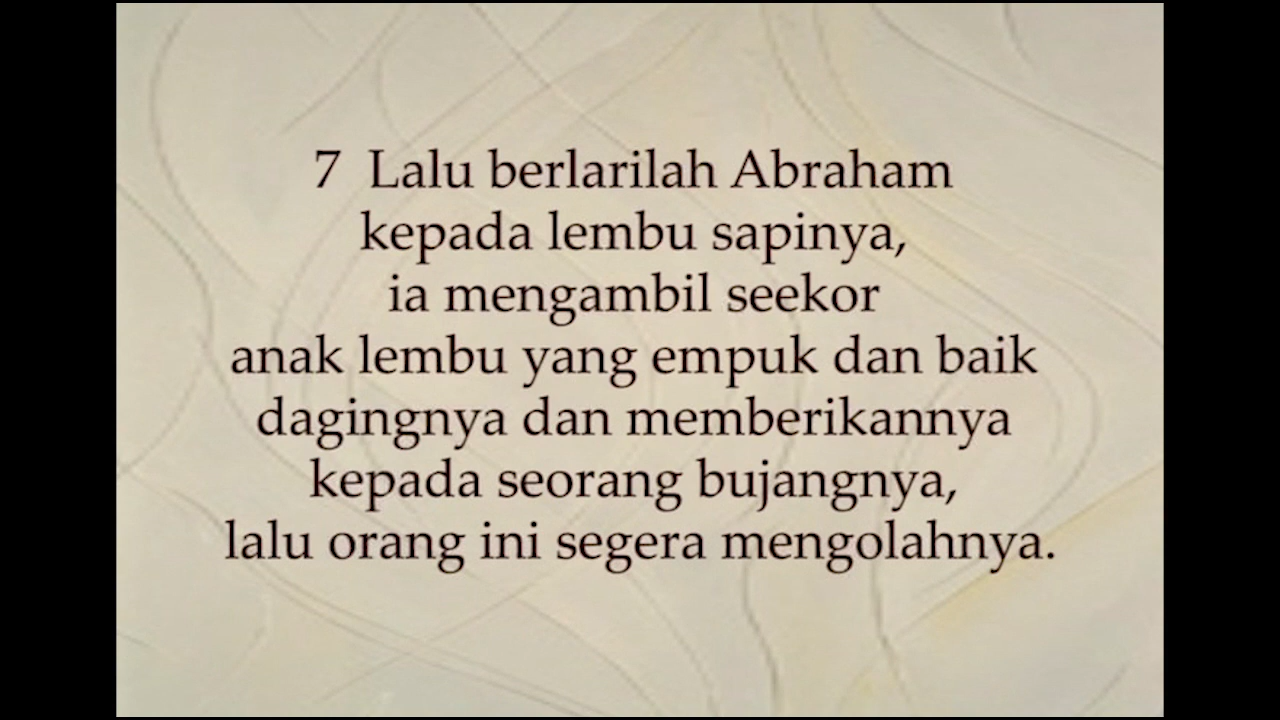 7 Lalu berlarilah Abraham
kepada lembu sapinya,
ia mengambil seekor
anak lembu yang empuk dan baik
dagingnya dan memberikannya
kepada seorang bujangnya,
lalu orang ini segera mengolahnya.